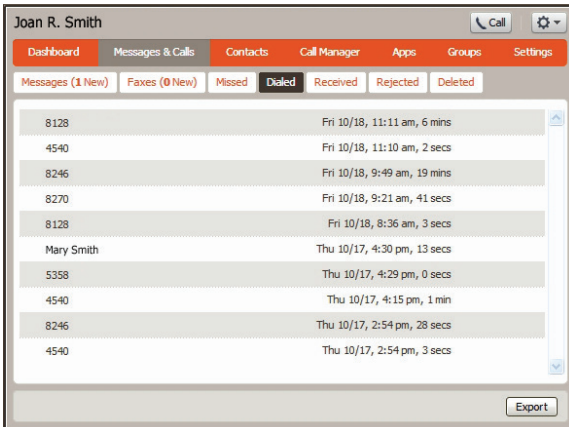 Joan R. Smith Call
Dashboard Messages & Calls Contacts Call Manager Apps Groups Settings
Messages (1 New) Faxes (0 New) Missed Dialed Received Rejected Deleted
8128 Fri 10/18, 11:11 am, 6 mins
4540 Fri 10/18, 11:10 am, 2 secs
8246 Fri 10/18, 9:49 am, 19 mins
8270 Fri 10/18, 9:21 am, 41 secs
8128 Fri 10/18, 8:36 am, 3 secs
Mary Smith Thu 10/17, 4:30 pm, 13 secs
5358 Thu 10/17, 4:29 pm, 0 secs
4540 Thu 10/17, 4:15 pm, 1 min
8246 Thu 10/17, 2:54 pm, 28 secs
4540 Thu 10/17, 2:54 pm, 3 secs
Export